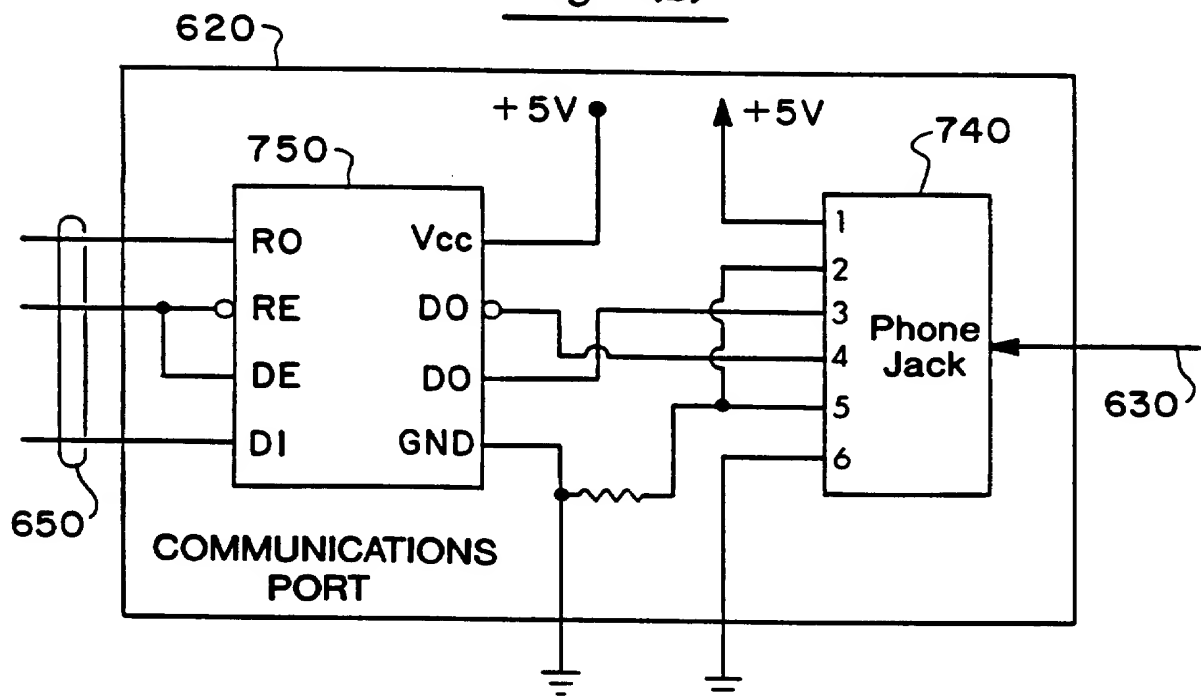 620
+5V
+5V
750
740
RO
Vcc
1
2
RE
DO
3
Phone
Jack
4
DE
DO
5
630
DI
GND
6
650
COMMUNICATIONS
PORT